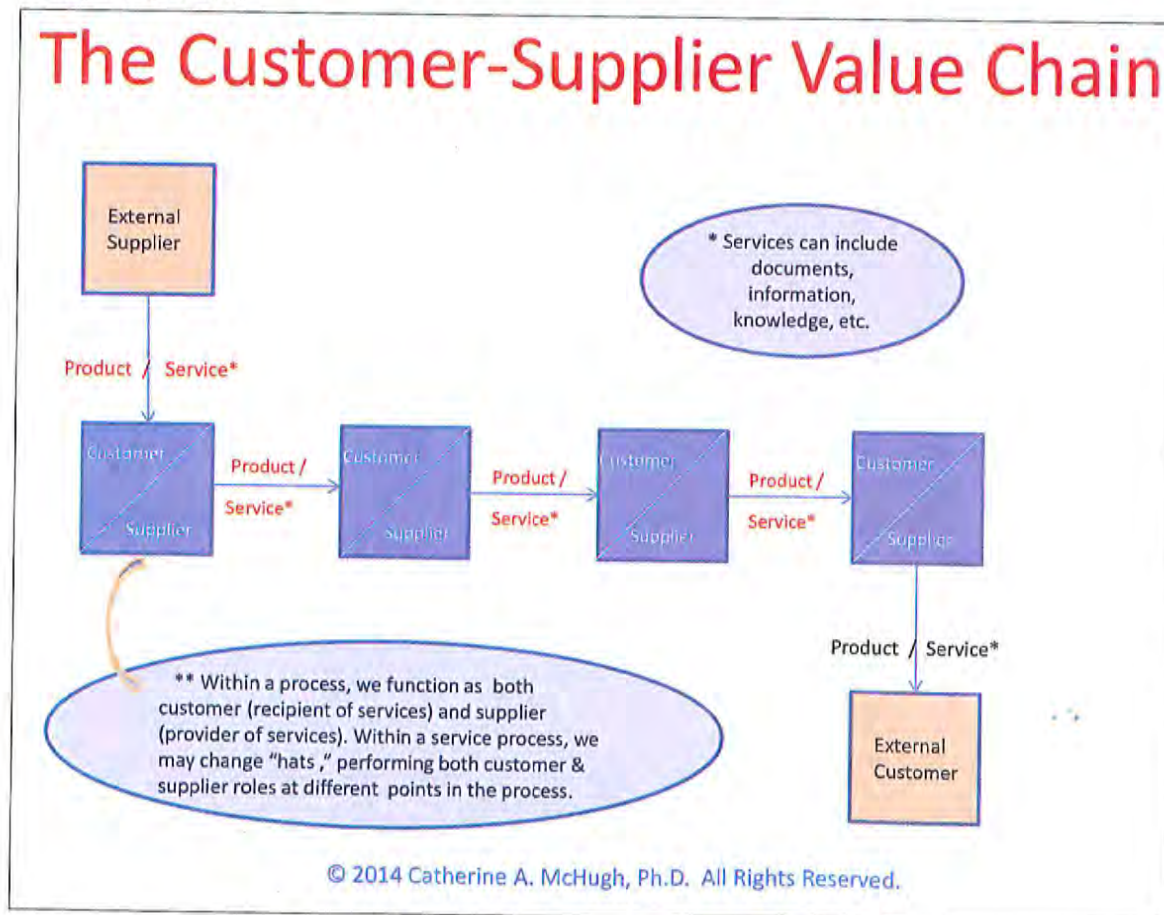 The Customer-Supplier Value Chain
External
Supplier
* Services can include
documents,
information,
knowledge, etc.
Product / Service*
Customer
Supplier
Product /
Service*
Customer
Supplier
Product /
Service*
Customer
Supplier
Product /
Service*
Customer
Supplier
Product / Service*
** Within a process, we function as both
customer (recipient of services) and supplier
(provider of services). Within a service process, we
may change "hats ," performing both customer &
supplier roles at different points in the process.
External
Customer
© 2014 Catherine A. McHugh, Ph.D. All Rights Reserved.